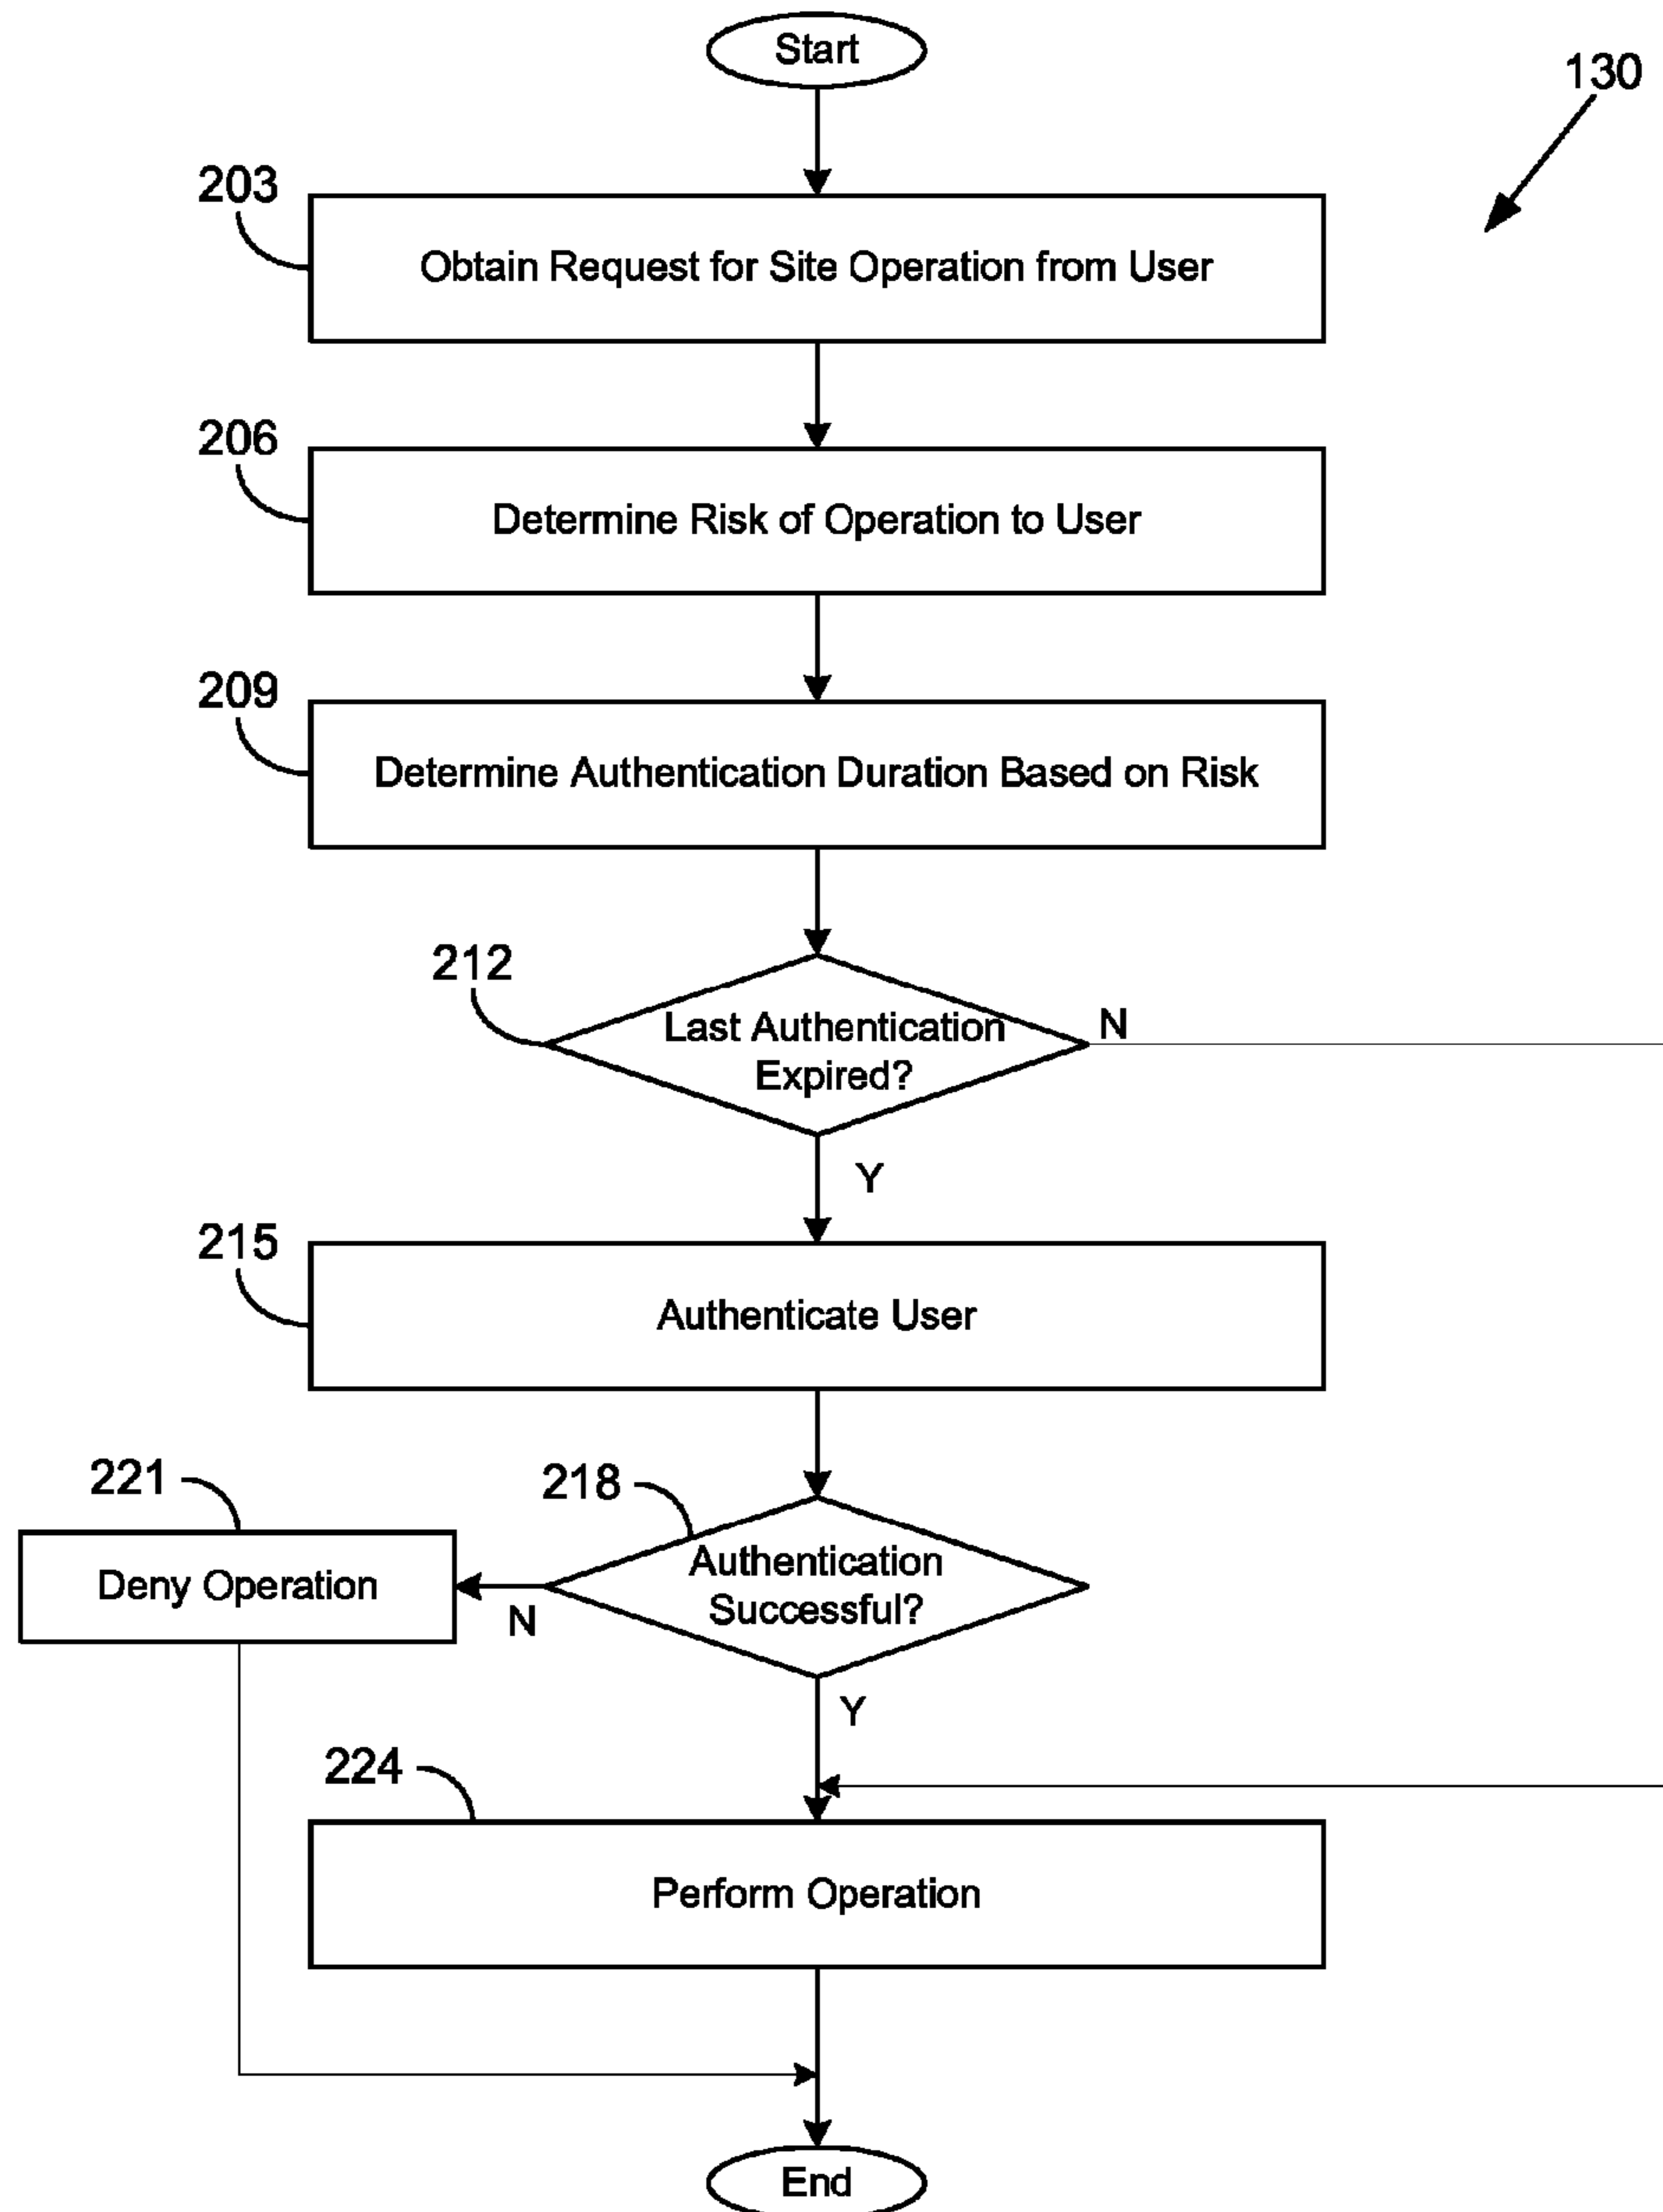 Start
130
203
Obtain Request for Site Operation from User
206
Determine Risk of Operation to User
209
Determine Authentication Duration Based on Risk
212
Last Authentication
Expired?
N
Y
215
Authenticate User
221
218
Deny Operation
Authentication
Successful?
N
Y
224
Perform Operation
End